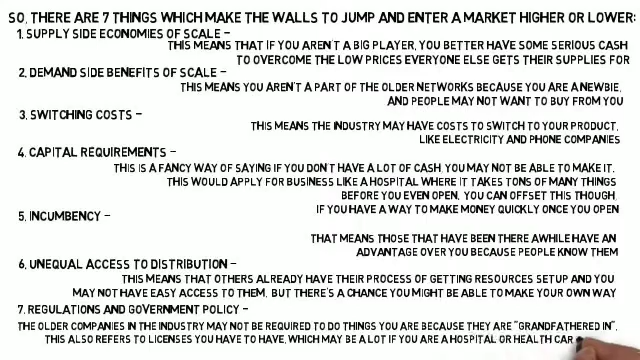 SO, THERE ARE 7 THINGS WHICH MAKE THE WALLS TO JUMP AND ENTER A MARKET HIGHER OR LOWER:
1. SUPPLY SIDE ECONOMIES OF SCALE –
THIS MEANS THAT IF YOU AREN'T A BIG PLAYER, YOU BETTER HAVE SOME SERIOUS CASH
TO OVERCOME THE LOW PRICES EVERYONE ELSE GETS THEIR SUPPLIES FOR
2. DEMAND SIDE BENEFITS OF SCALE –
THIS MEANS YOU AREN'T A PART OF THE OLDER NETWORKS BECAUSE YOU ARE A NEWBIE,
AND PEOPLE MAY NOT WANT TO BUY FROM YOU
3. SWITCHING COSTS –
THIS MEANS THE INDUSTRY MAY HAVE COSTS TO SWITCH TO YOUR PRODUCT,
LIKE ELECTRICITY AND PHONE COMPANIES
4. CAPITAL REQUIREMENTS –
THIS IS A FANCY WAY OF SAYING IF YOU DON'T HAVE A LOT OF CASH, YOU MAY NOT BE ABLE TO MAKE IT.
THIS WOULD APPLY FOR BUSINESS LIKE A HOSPITAL WHERE IT TAKES TONS OF MANY THINGS
BEFORE YOU EVEN OPEN. YOU CAN OFFSET THIS THOUGH,
IF YOU HAVE A WAY TO MAKE MONEY QUICKLY ONCE YOU OPEN
5. INCUMBENCY –
THAT MEANS THOSE THAT HAVE BEEN THERE AWHILE HAVE AN
ADVANTAGE OVER YOU BECAUSE PEOPLE KNOW THEM
6. UNEQUAL ACCESS TO DISTRIBUTION –
THIS MEANS THAT OTHERS ALREADY HAVE THEIR PROCESS OF GETTING RESOURCES SETUP AND YOU
MAY NOT HAVE EASY ACCESS TO THEM, BUT THERE'S A CHANCE YOU MIGHT BE ABLE TO MAKE YOUR OWN WAY
7. REGULATIONS AND GOVERNMENT POLICY –
THE OLDER COMPANIES IN THE INDUSTRY MAY NOT BE REQUIRED TO DO THINGS YOU ARE BECAUSE THEY ARE "GRANDFATHERED IN".
THIS ALSO REFERS TO LICENSES YOU HAVE TO HAVE, WHICH MAY BE A LOT IF YOU ARE A HOSPITAL OR HEALTH CAR